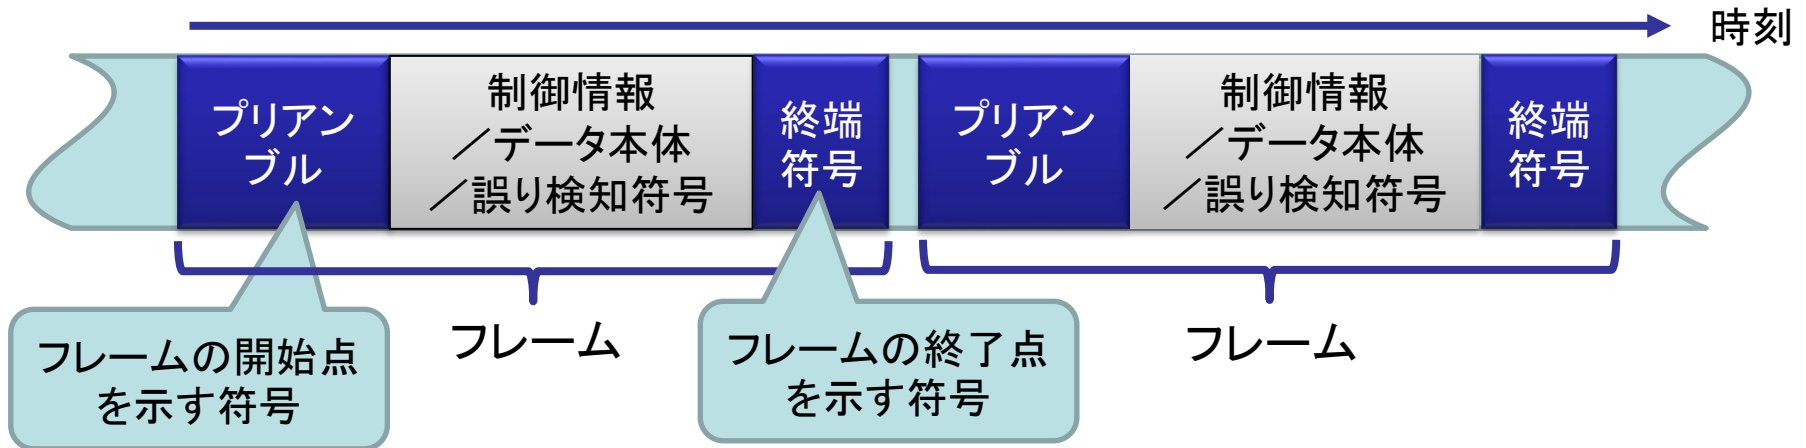 時刻
プリアン
ブル
制御情報
／データ本体
／誤り検知符号
終端
符号
プリアン
ブル
制御情報
／データ本体
／誤り検知符号
終端
符号
フレームの開始点
を示す符号
フレーム
フレームの終了点
を示す符号
フレーム